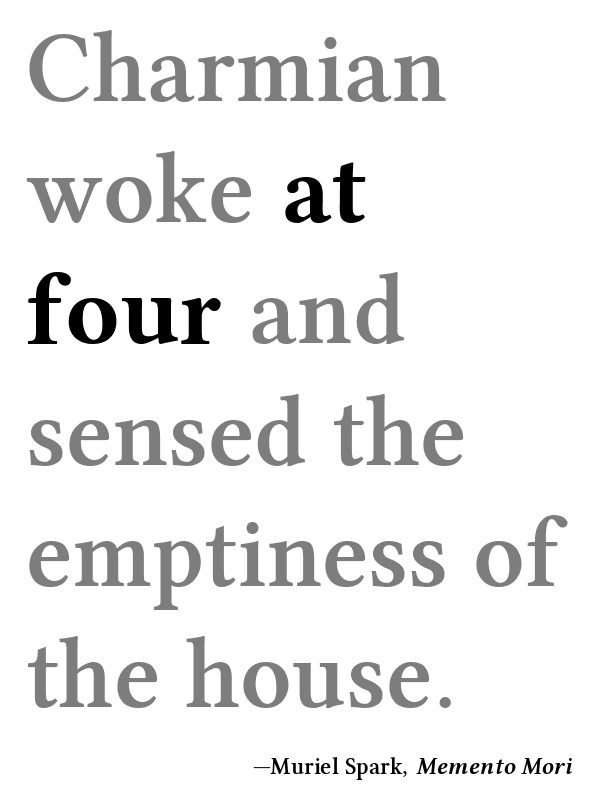 Charmian
woke at
four and
sensed the
emptiness of
the house.
—Muriel Spark, Memento Mori